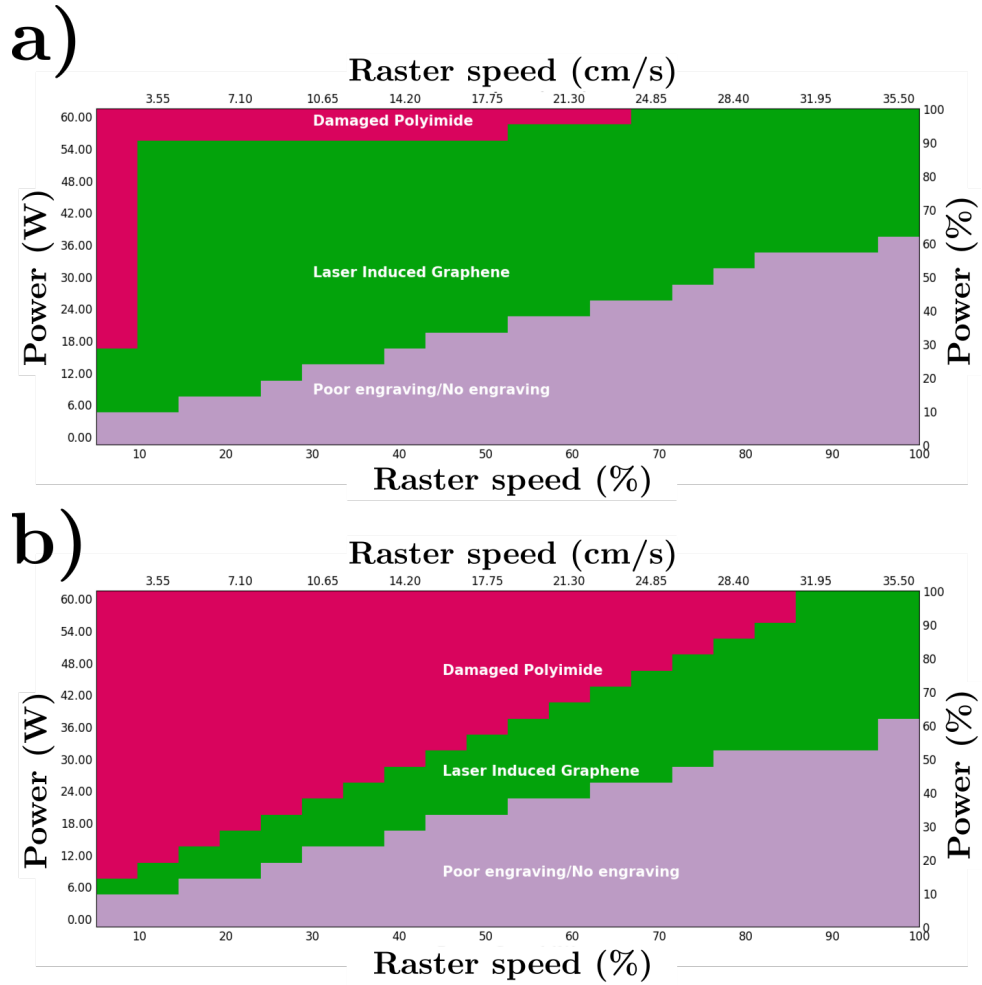 a)
Raster speed (cm/s)
3.55 7.10 10.65 14.20 17.75 21.30 24.85 28.40 31.95 35.50
Damaged Polyimide
Laser Induced Graphene
Poor engraving/No engraving
Power (W)
60.00
54.00
48.00
42.00
36.00
30.00
24.00
18.00
12.00
6.00
0.00
Power (%)
100
90
80
70
60
50
40
30
20
10
0
10 20 30 40 50 60 70 80 90 100
Raster speed (%)
b)
Raster speed (cm/s)
3.55 7.10 10.65 14.20 17.75 21.30 24.85 28.40 31.95 35.50
Damaged Polyimide
Laser Induced Graphene
Poor engraving/No engraving
Power (W)
60.00
54.00
48.00
42.00
36.00
30.00
24.00
18.00
12.00
6.00
0.00
Power (%)
100
90
80
70
60
50
40
30
20
10
0
10 20 30 40 50 60 70 80 90 100
Raster speed (%)